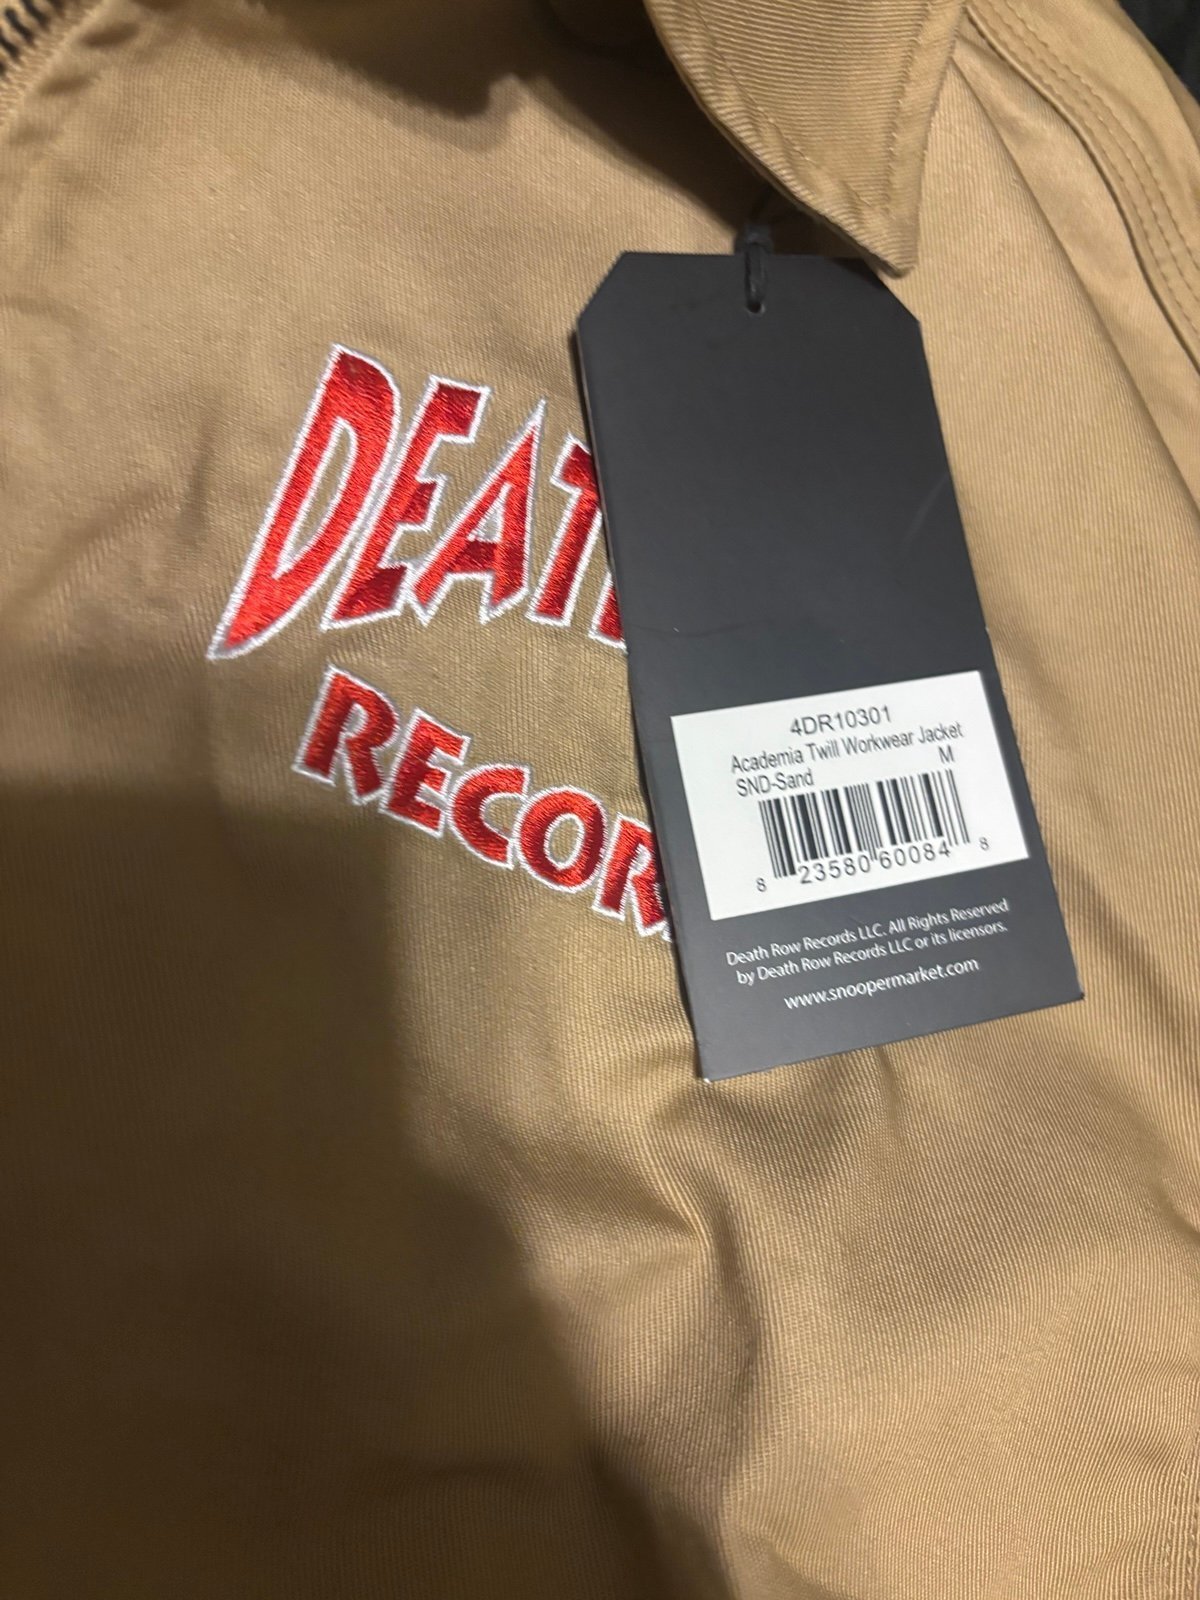 DEATH
RECOR
4DR10301
Academia Twill Workwear Jacket
SND-Sand M
8 23580 60084 8
Death Row Records LLC. All Rights Reserved
by Death Row Records LLC or its licensors.
www.snoopermarket.com